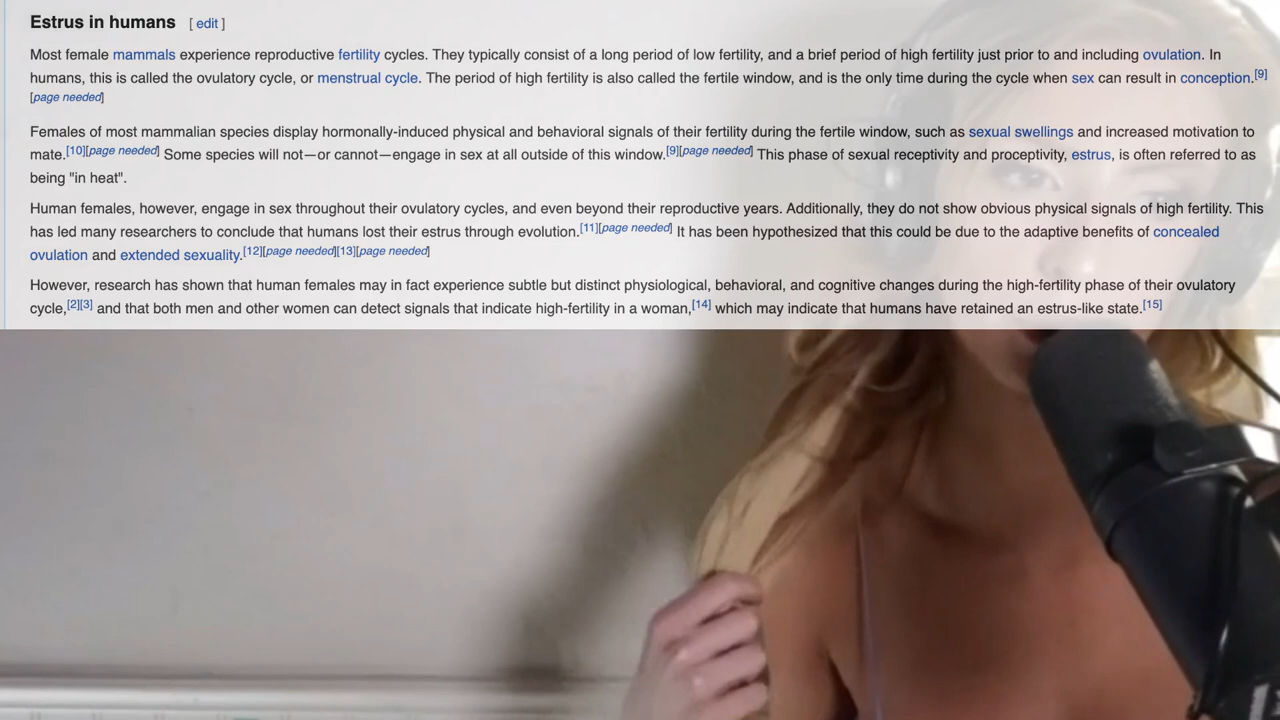 Estrus in humans [ edit ]
Most female mammals experience reproductive fertility cycles. They typically consist of a long period of low fertility, and a brief period of high fertility just prior to and including ovulation. In
humans, this is called the ovulatory cycle, or menstrual cycle. The period of high fertility is also called the fertile window, and is the only time during the cycle when sex can result in conception.[9]
[page needed]
Females of most mammalian species display hormonally-induced physical and behavioral signals of their fertility during the fertile window, such as sexual swellings and increased motivation to
mate.[10][page needed] Some species will not—or cannot—engage in sex at all outside of this window.[9][page needed] This phase of sexual receptivity and proceptivity, estrus, is often referred to as
being "in heat".
Human females, however, engage in sex throughout their ovulatory cycles, and even beyond their reproductive years. Additionally, they do not show obvious physical signals of high fertility. This
has led many researchers to conclude that humans lost their estrus through evolution.[11][page needed] It has been hypothesized that this could be due to the adaptive benefits of concealed
ovulation and extended sexuality.[12][page needed][13][page needed]
However, research has shown that human females may in fact experience subtle but distinct physiological, behavioral, and cognitive changes during the high-fertility phase of their ovulatory
cycle,[2][3] and that both men and other women can detect signals that indicate high-fertility in a woman,[14] which may indicate that humans have retained an estrus-like state.[15]